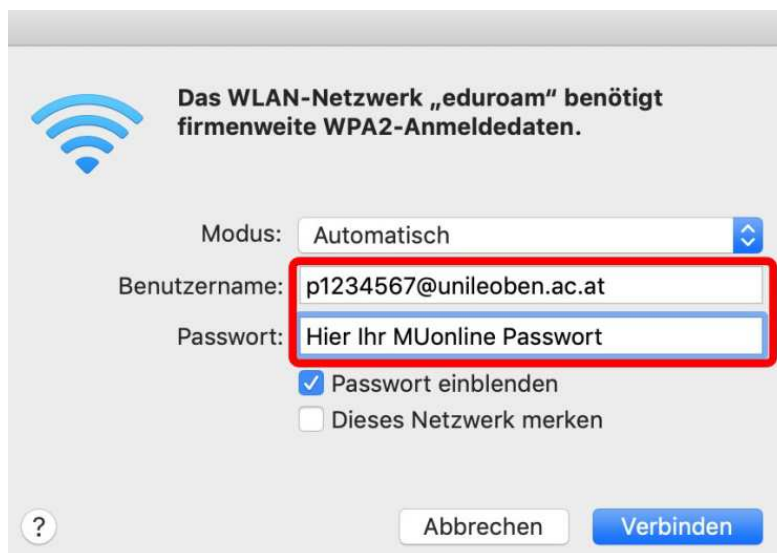 Das WLAN-Netzwerk „eduroam“ benötigt
firmenweite WPA2-Anmeldedaten.
Modus: Automatisch
Benutzername: p1234567@unileoben.ac.at
Passwort: Hier Ihr MUonline Passwort
Passwort einblenden
Dieses Netzwerk merken
? Abbrechen Verbinden